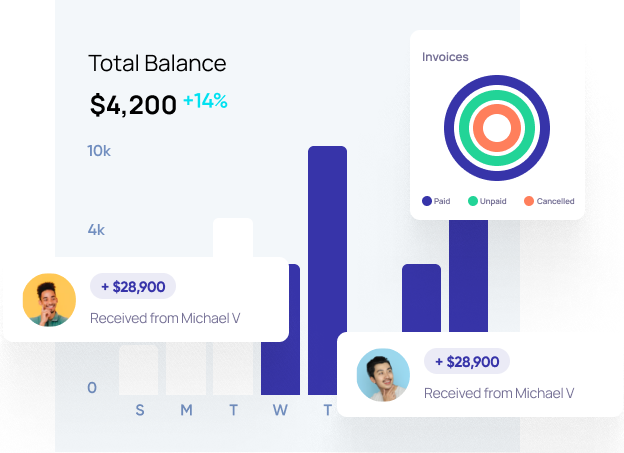 Total Balance
$4,200 +14%
Invoices
Paid Unpaid Cancelled
10k
4k
0
+ $28,900
Received from Michael V
+ $28,900
Received from Michael V
S M T W T